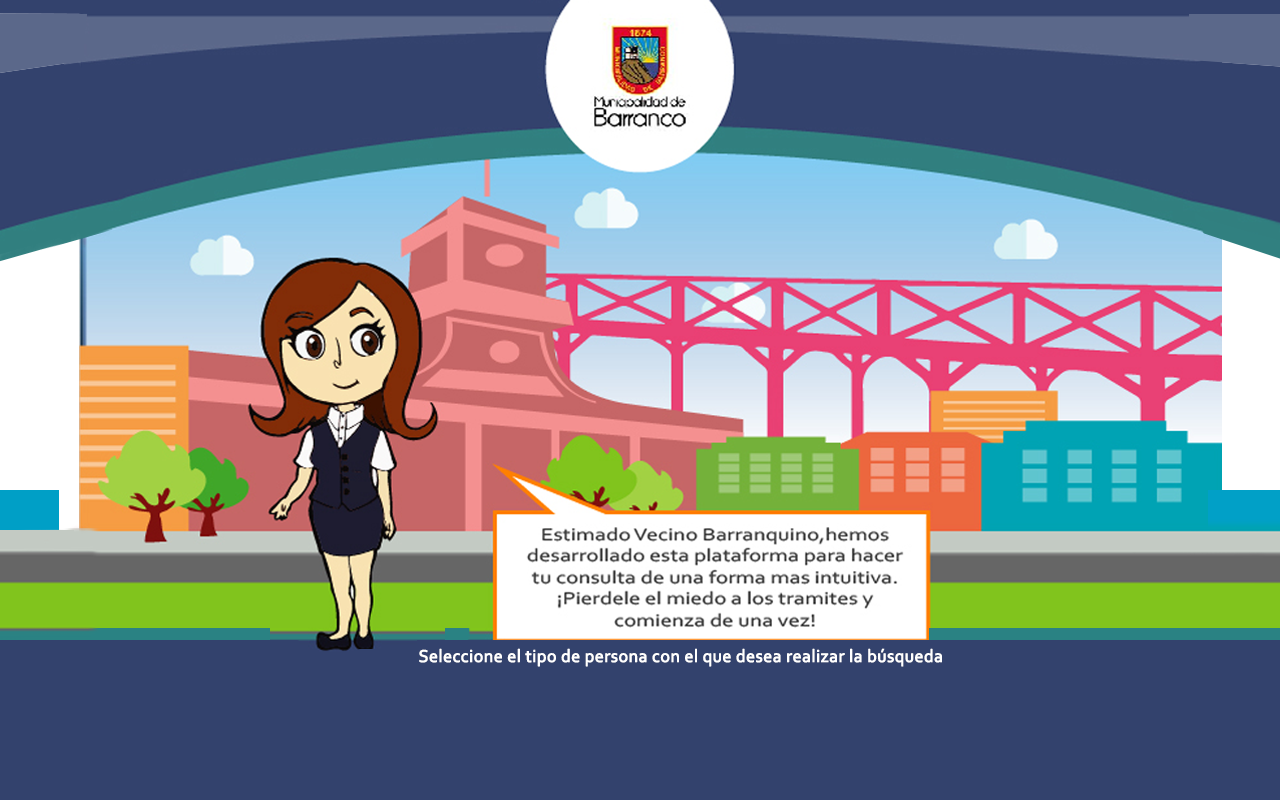 1874
Municipalidad de
Barranco
Estimado Vecino Barranquino,hemos
desarrollado esta plataforma para hacer
tu consulta de una forma mas intuitiva.
¡Pierdele el miedo a los tramites y
comienza de una vez!
Seleccione el tipo de persona con el que desea realizar la búsqueda